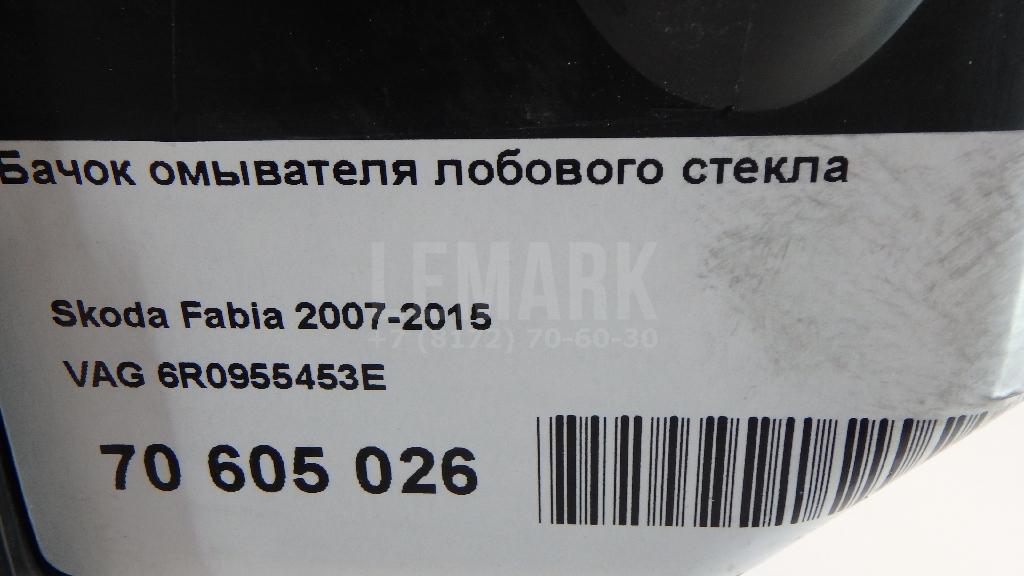 Бачок омывателя лобового стекла
LEMARK
Skoda Fabia 2007-2015
+7 (8172) 70-60-30
VAG 6R0955453E
70 605 026